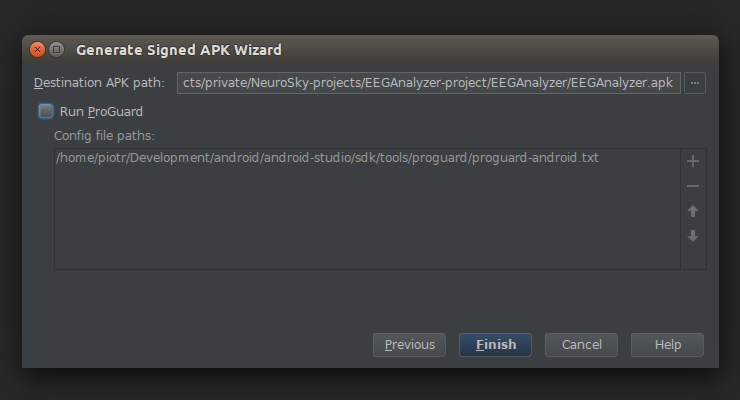 Generate Signed APK Wizard
Destination APK path: cts/private/NeuroSky-projects/EEGAnalyzer-project/EEGAnalyzer/EEGAnalyzer.apk ...
Run ProGuard
Config file paths:
/home/piotr/Development/android/android-studio/sdk/tools/proguard/proguard-android.txt
Previous Finish Cancel Help